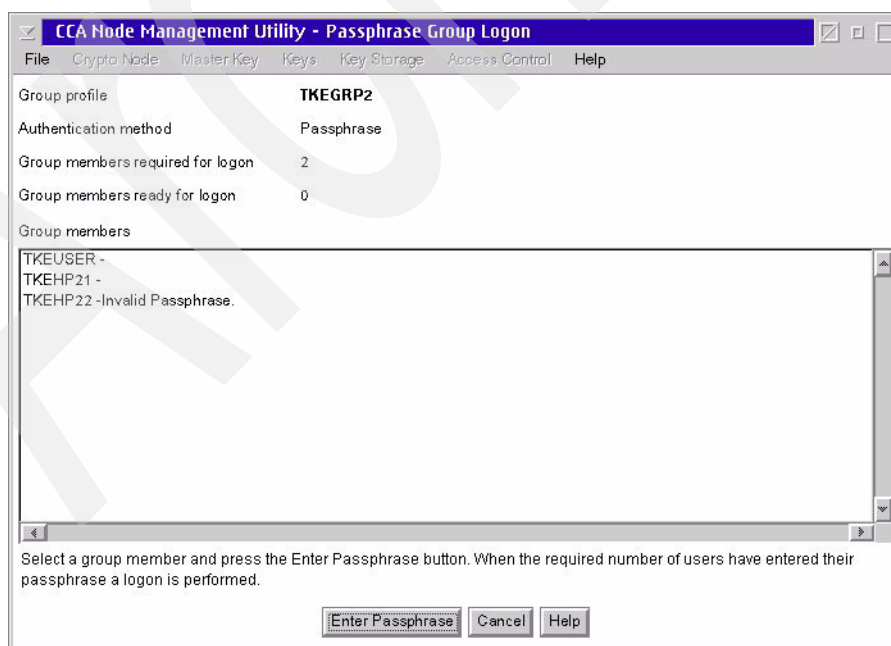 CCA Node Management Utility - Passphrase Group Logon
File Crypto Node Master Key Keys Key Storage Access Control Help
Group profile TKEGRP2
Authentication method Passphrase
Group members required for logon 2
Group members ready for logon 0
Group members
TKEUSER -
TKEHP21 -
TKEHP22 -Invalid Passphrase.
Select a group member and press the Enter Passphrase button. When the required number of users have entered their
passphrase a logon is performed.
Enter Passphrase Cancel Help